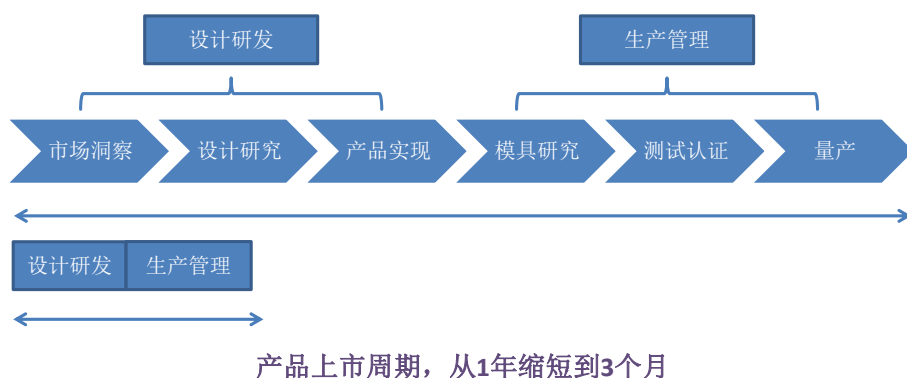 设计研发
生产管理
市场洞察
设计研究
产品实现
模具研究
测试认证
量产
设计研发
生产管理
产品上市周期，从1年缩短到3个月